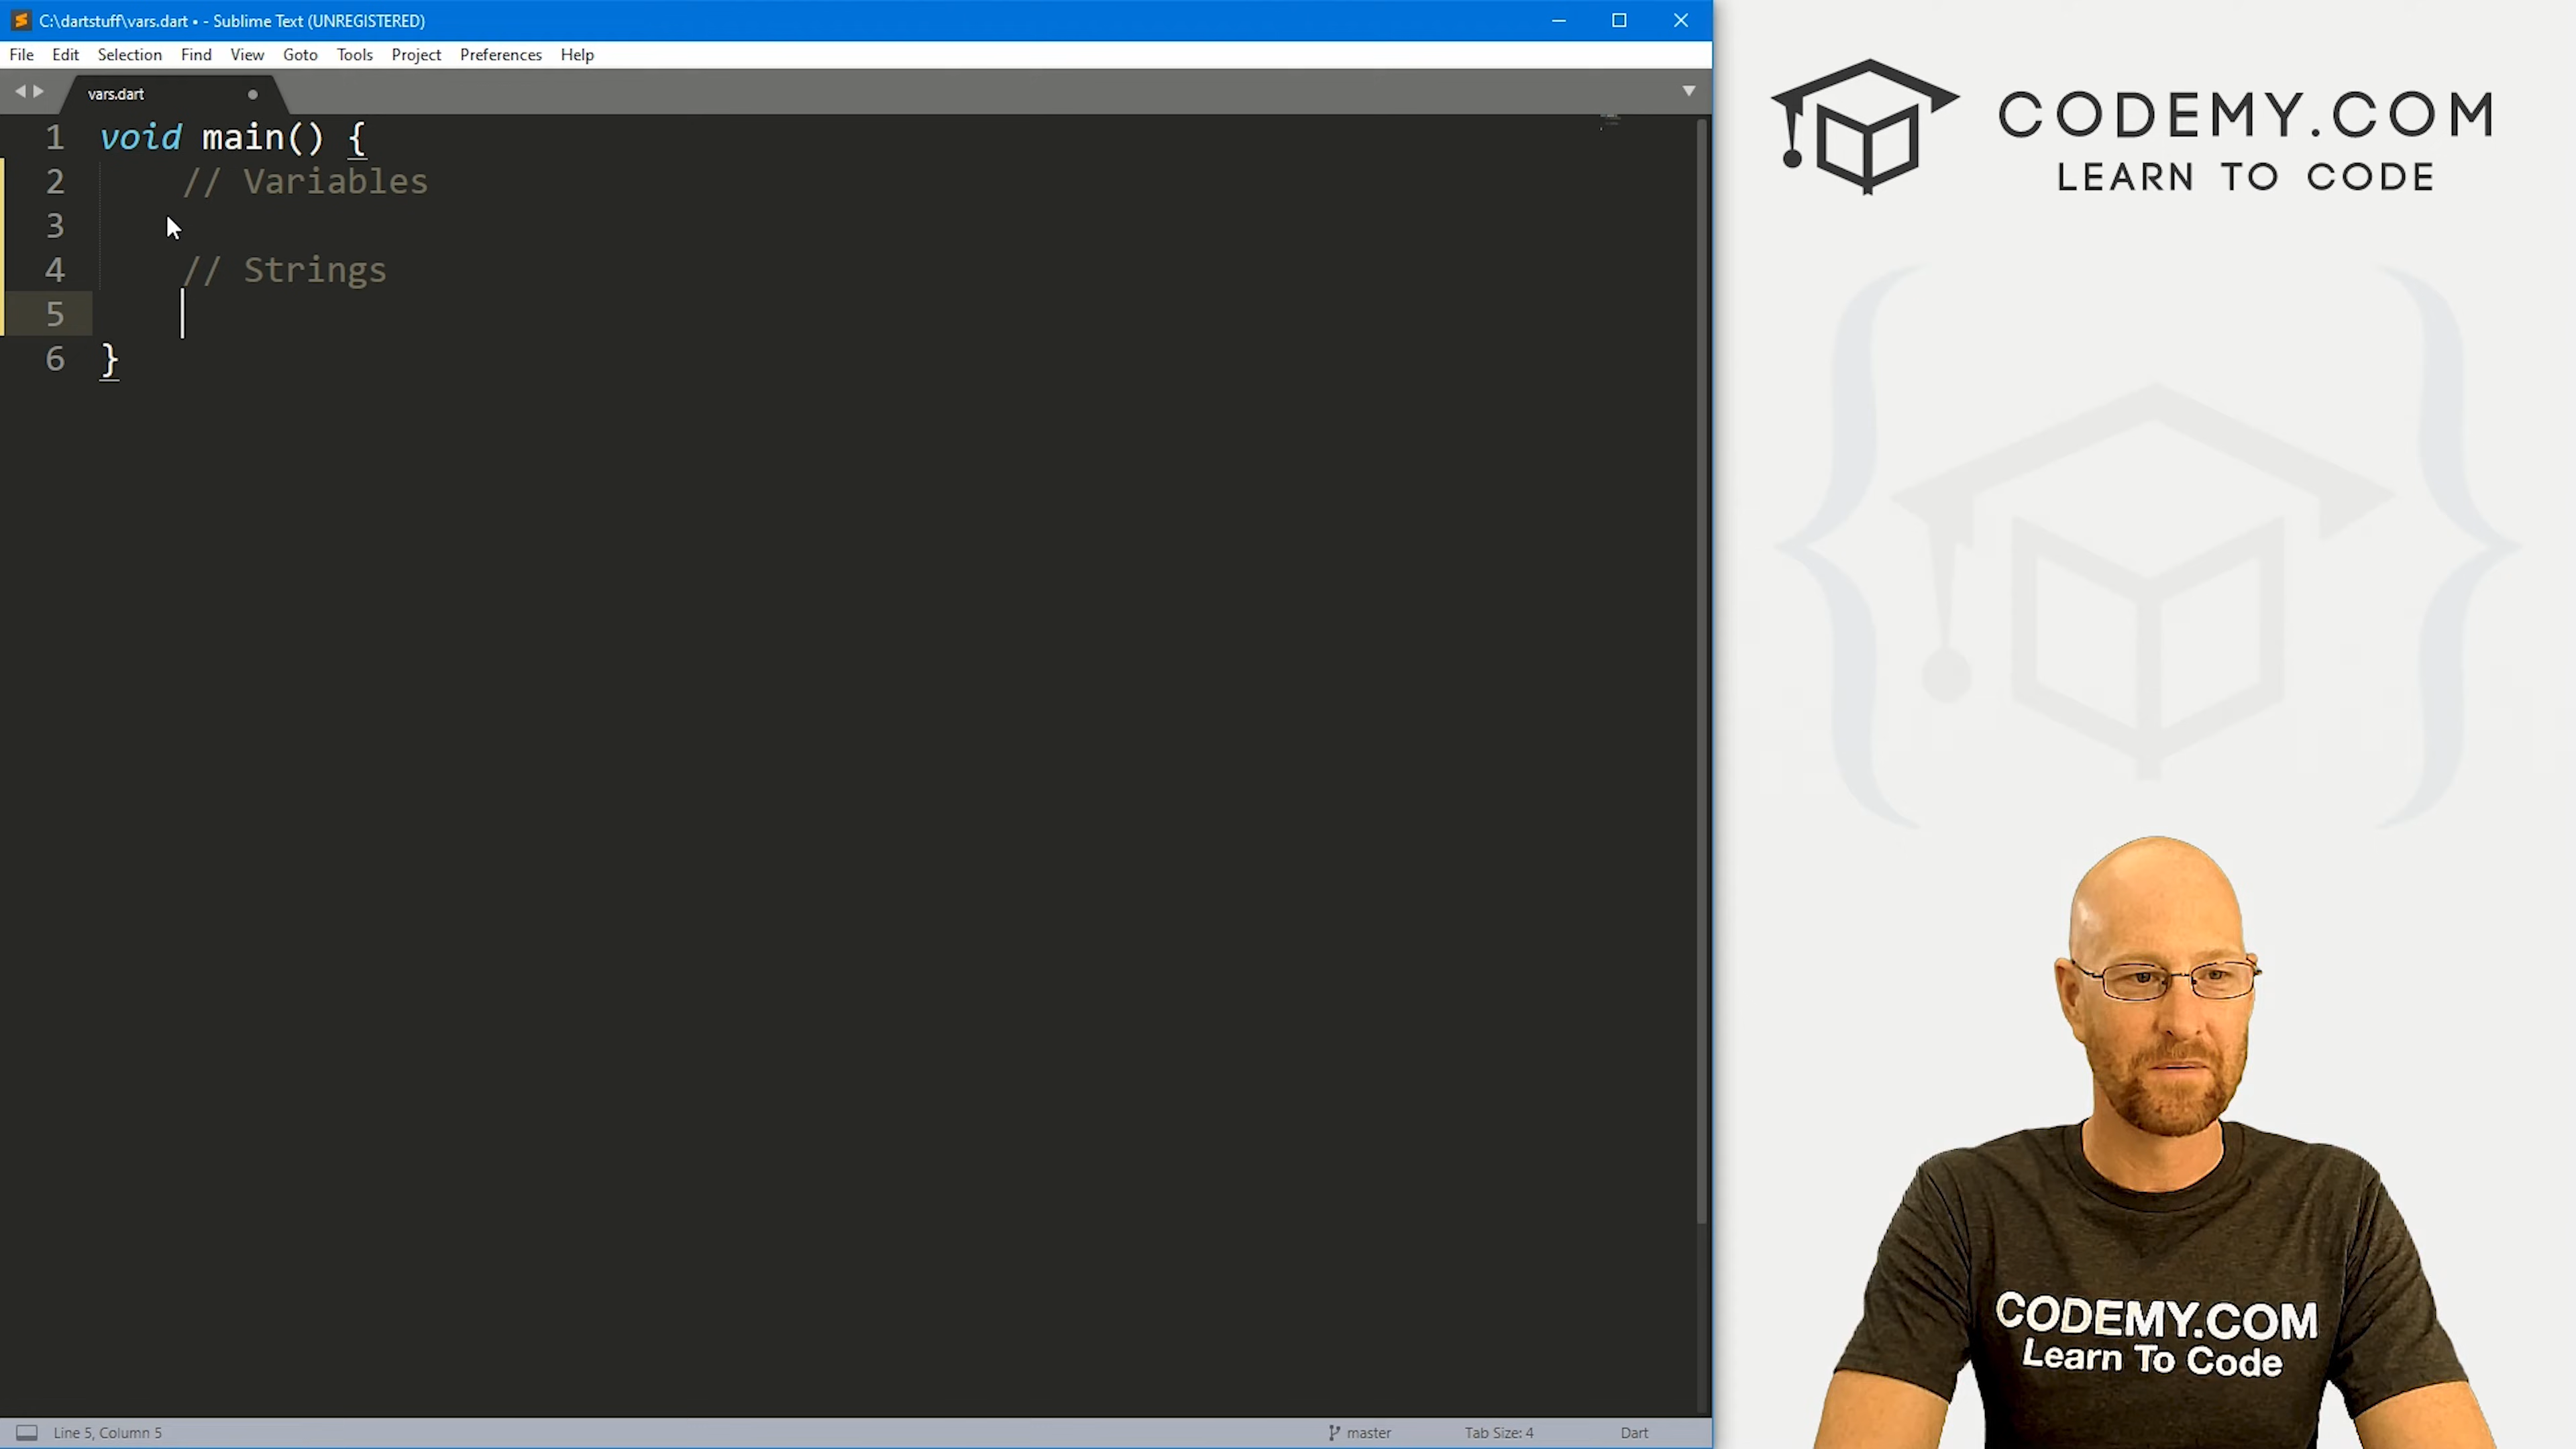 C:\dartstuff\vars.dart • - Sublime Text (UNREGISTERED)
File Edit Selection Find View Goto Tools Project Preferences Help
vars.dart
1 void main() {
2 // Variables
3
4 // Strings
5
6 }
Line 5, Column 5
master
Tab Size: 4
Dart
CODEMY.COM
LEARN TO CODE
CODEMY.COM
Learn To Code